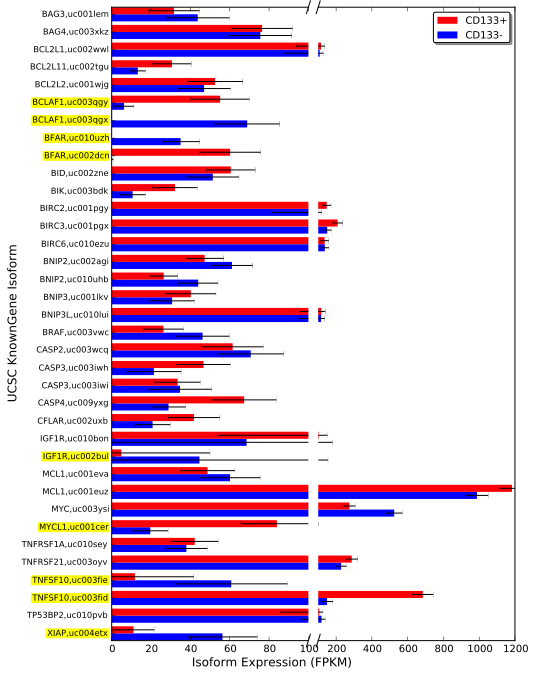 CD133+
CD133-
UCSC KnownGene Isoform
BAG3,uc001lem
BAG4,uc003xkz
BCL2L1,uc002wwl
BCL2L11,uc002tgu
BCL2L2,uc001wjg
BCLAF1,uc003qgy
BCLAF1,uc003qgx
BFAR,uc010uzh
BFAR,uc002dcn
BID,uc002zne
BIK,uc003bdk
BIRC2,uc001pgy
BIRC3,uc001pgx
BIRC6,uc010ezu
BNIP2,uc002agi
BNIP2,uc010uhb
BNIP3,uc001lkv
BNIP3L,uc010lui
BRAF,uc003vwc
CASP2,uc003wcq
CASP3,uc003iwh
CASP3,uc003iwi
CASP4,uc009yxg
CFLAR,uc002uxb
IGF1R,uc010bon
IGF1R,uc002bul
MCL1,uc001eva
MCL1,uc001euz
MYC,uc003ysi
MYCL1,uc001cer
TNFRSF1A,uc010sey
TNFRSF21,uc003oyv
TNFSF10,uc003fie
TNFSF10,uc003fid
TP53BP2,uc010pvb
XIAP,uc004etx
0 20 40 60 80 100 200 400 600 800 1000 1200
Isoform Expression (FPKM)